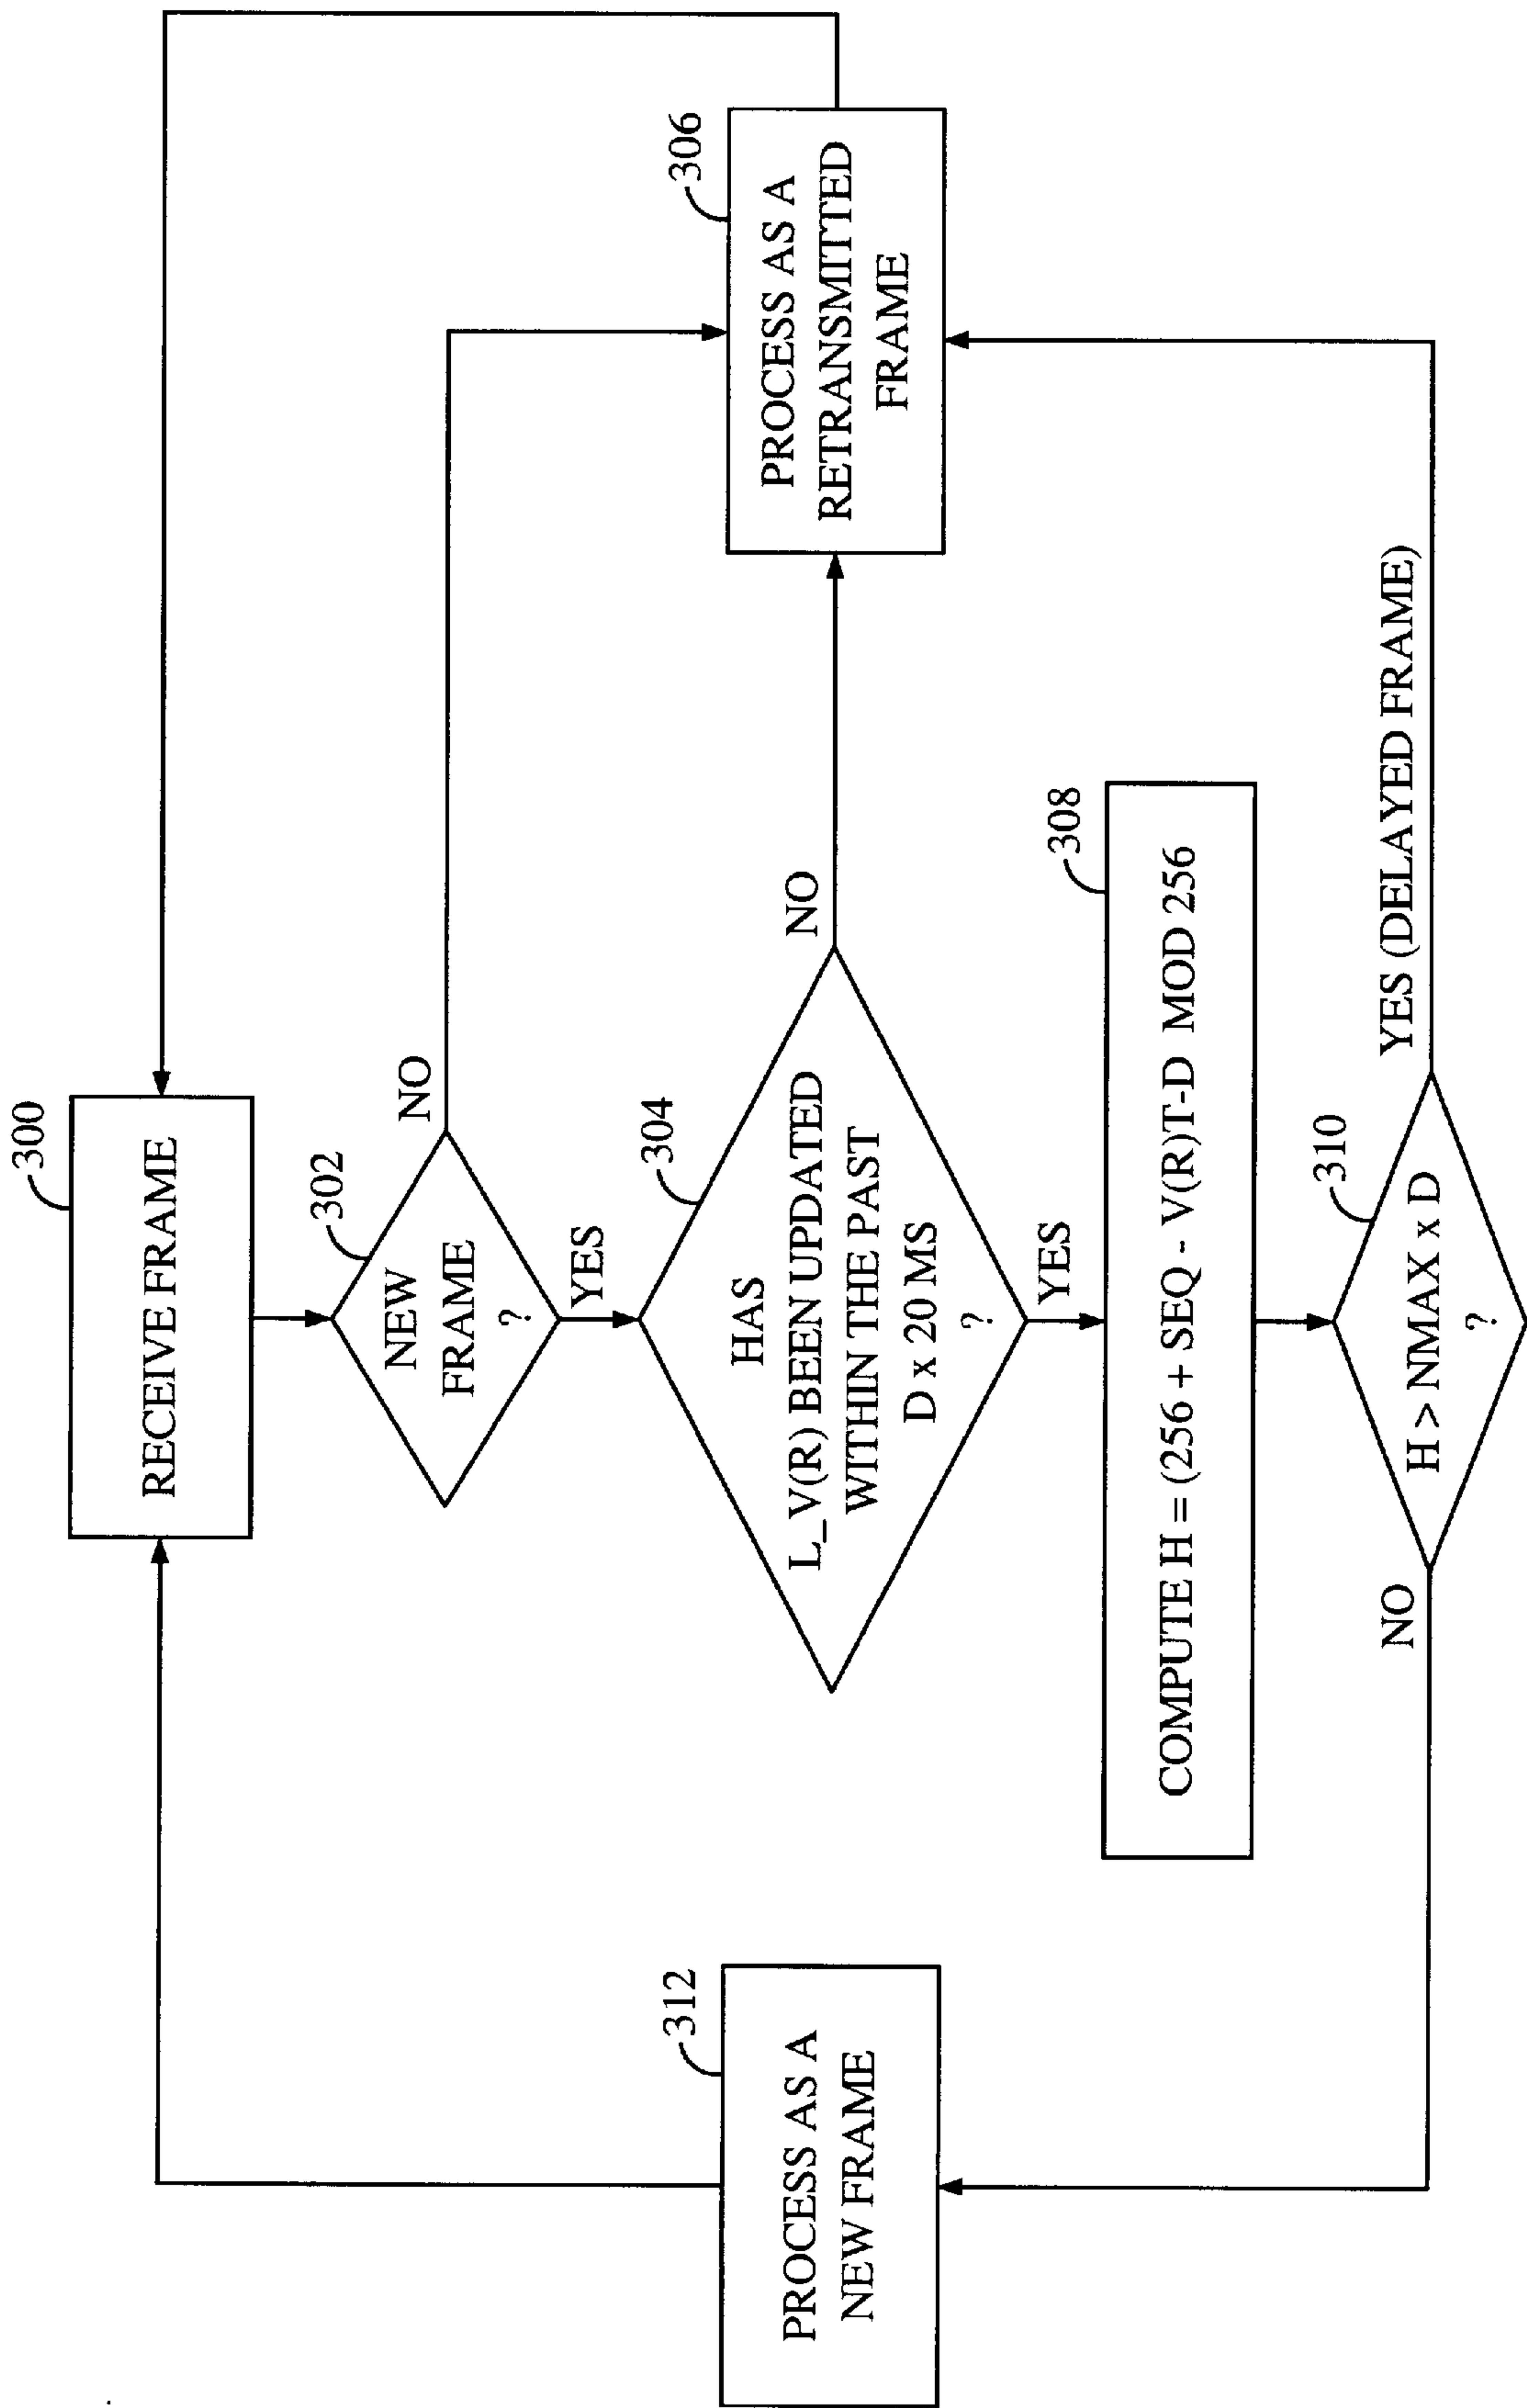 300
RECEIVE FRAME
302
NEW
FRAME
?
NO
YES
304
HAS
L_V(R) BEEN UPDATED
WITHIN THE PAST
D x 20 MS
?
NO
YES
306
PROCESS AS A
RETRANSMITTED
FRAME
308
COMPUTE H = (256 + SEQ - V(R)T-D MOD 256
310
H > NMAX x D
?
YES (DELAYED FRAME)
NO
312
PROCESS AS A
NEW FRAME